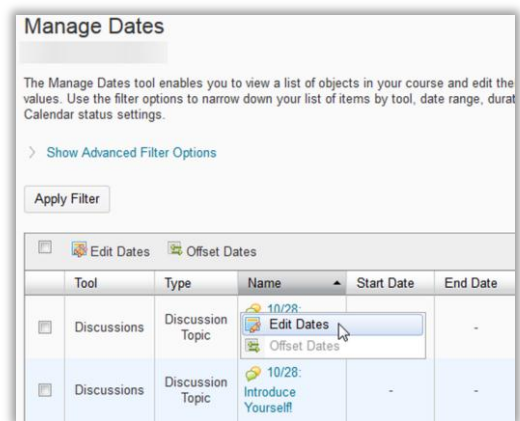 Manage Dates
The Manage Dates tool enables you to view a list of objects in your course and edit
values. Use the filter options to narrow down your list of items by tool, date range,
Calendar status settings.
> Show Advanced Filter Options
Apply Filter
Edit Dates Offset Dates
Tool Type Name Start Date End Date
10/28:
Discussions Discussion Topic Edit Dates -
Offset Dates
Discussions Discussion Topic 10/28: Introduce Yourself! - -